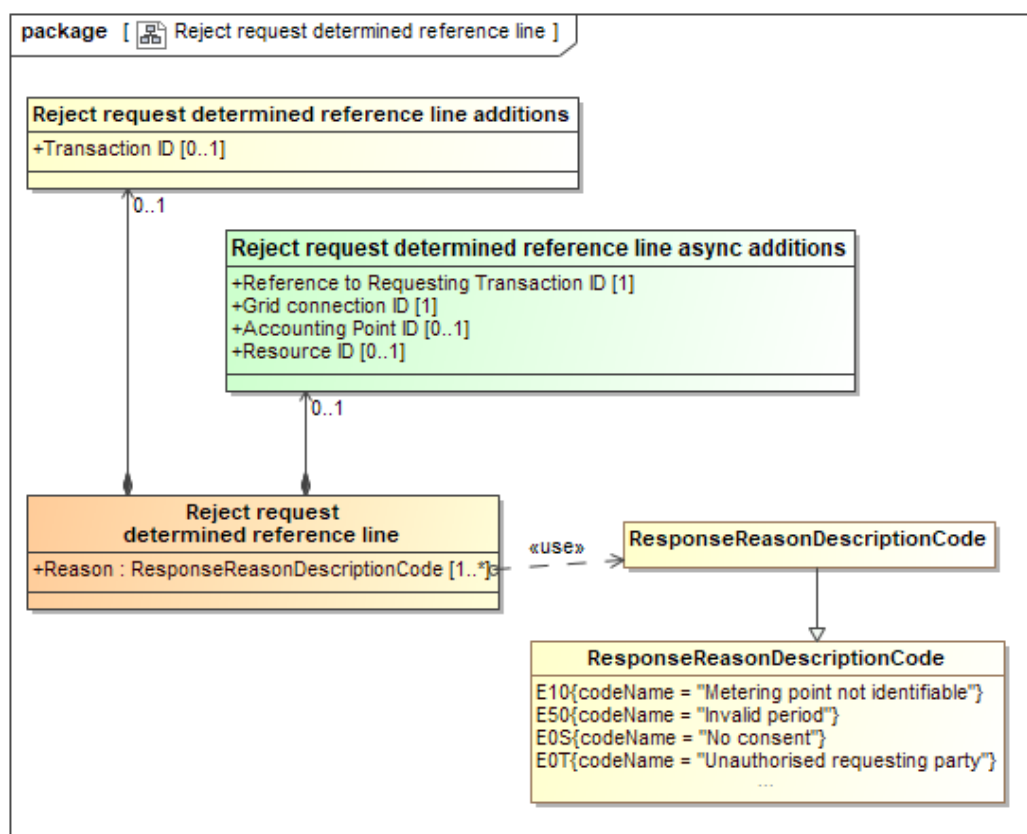 package [ Reject request determined reference line ]
Reject request determined reference line additions
+Transaction ID [0..1]
0..1
Reject request determined reference line async additions
+Reference to Requesting Transaction ID [1]
+Grid connection ID [1]
+Accounting Point ID [0..1]
+Resource ID [0..1]
0..1
Reject request
determined reference line
+Reason : ResponseReasonDescriptionCode [1..*]
«use»
ResponseReasonDescriptionCode
ResponseReasonDescriptionCode
E10{codeName = "Metering point not identifiable"}
E50{codeName = "Invalid period"}
E0S{codeName = "No consent"}
E0T{codeName = "Unauthorised requesting party"}
...